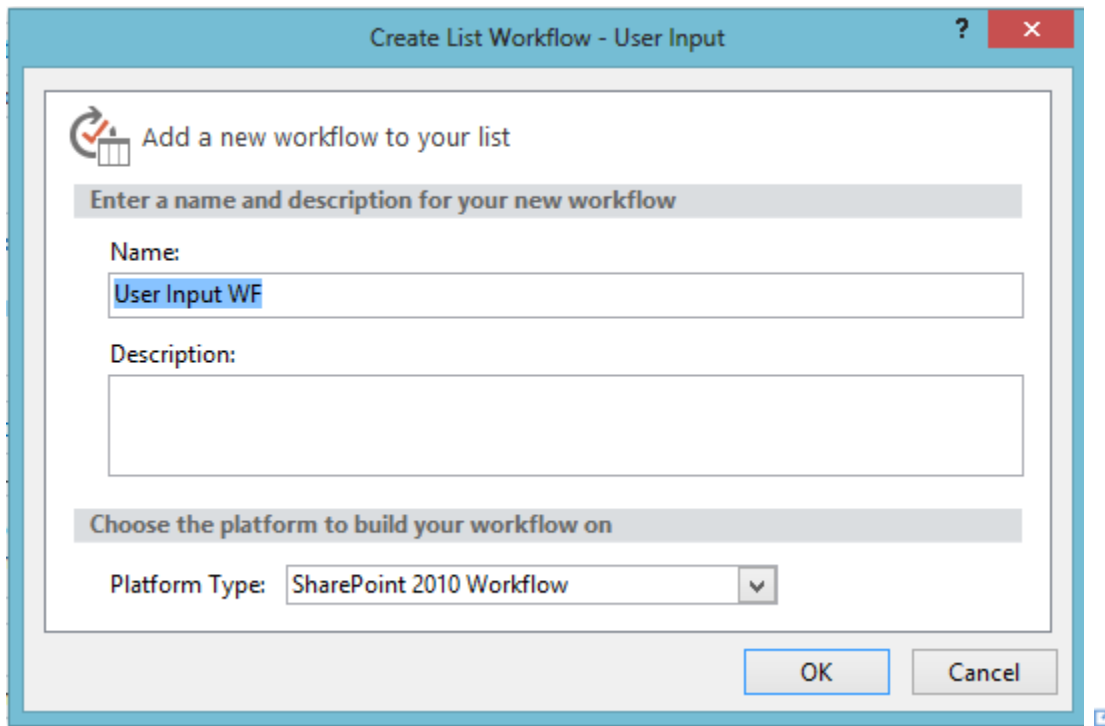 Create List Workflow - User Input
?
Add a new workflow to your list
Enter a name and description for your new workflow
Name:
User Input WF
Description:
Choose the platform to build your workflow on
Platform Type: SharePoint 2010 Workflow
OK Cancel